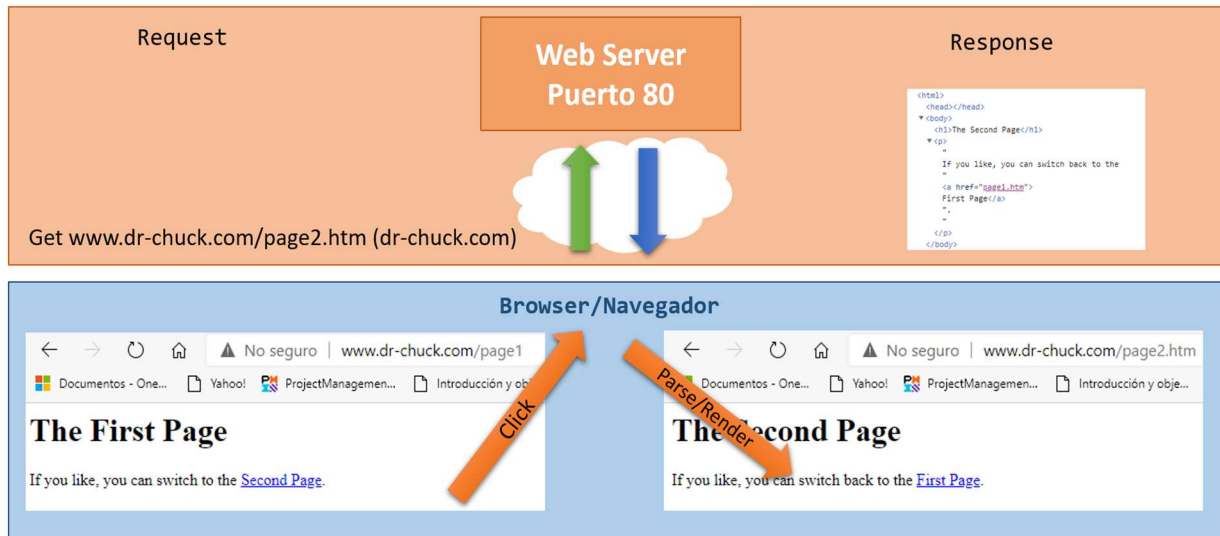 Request
Web Server
Puerto 80
Response
<html>
<head></head>
▼<body>
<h1>The Second Page</h1>
▼<p>
"
If you like, you can switch back to the
"
<a href="page1.htm">
First Page</a>
".
"
</p>
</body>
Get www.dr-chuck.com/page2.htm (dr-chuck.com)
Browser/Navegador
No seguro | www.dr-chuck.com/page1
Documentos - One... Yahoo! ProjectManagemen... Introducción y ob
The First Page
If you like, you can switch to the Second Page.
Click
Parse/Render
No seguro | www.dr-chuck.com/page2.htm
Documentos - One... Yahoo! ProjectManagemen... Introducción y obje...
The Second Page
If you like, you can switch back to the First Page.